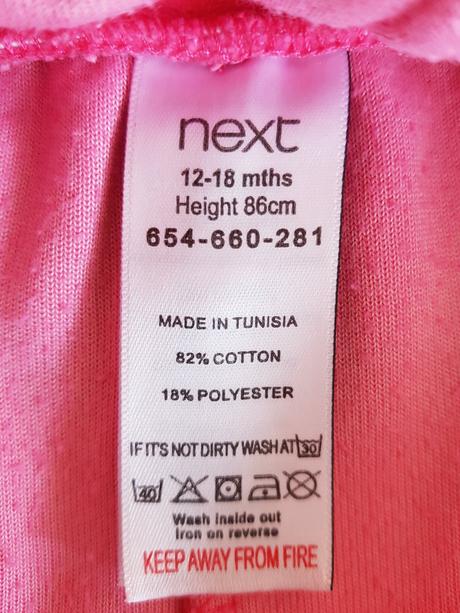 next
12-18 mths
Height 86cm
654-660-281
MADE IN TUNISIA
82% COTTON
18% POLYESTER
IF IT'S NOT DIRTY WASH AT 30
40
Wash inside out
Iron on reverse
KEEP AWAY FROM FIRE